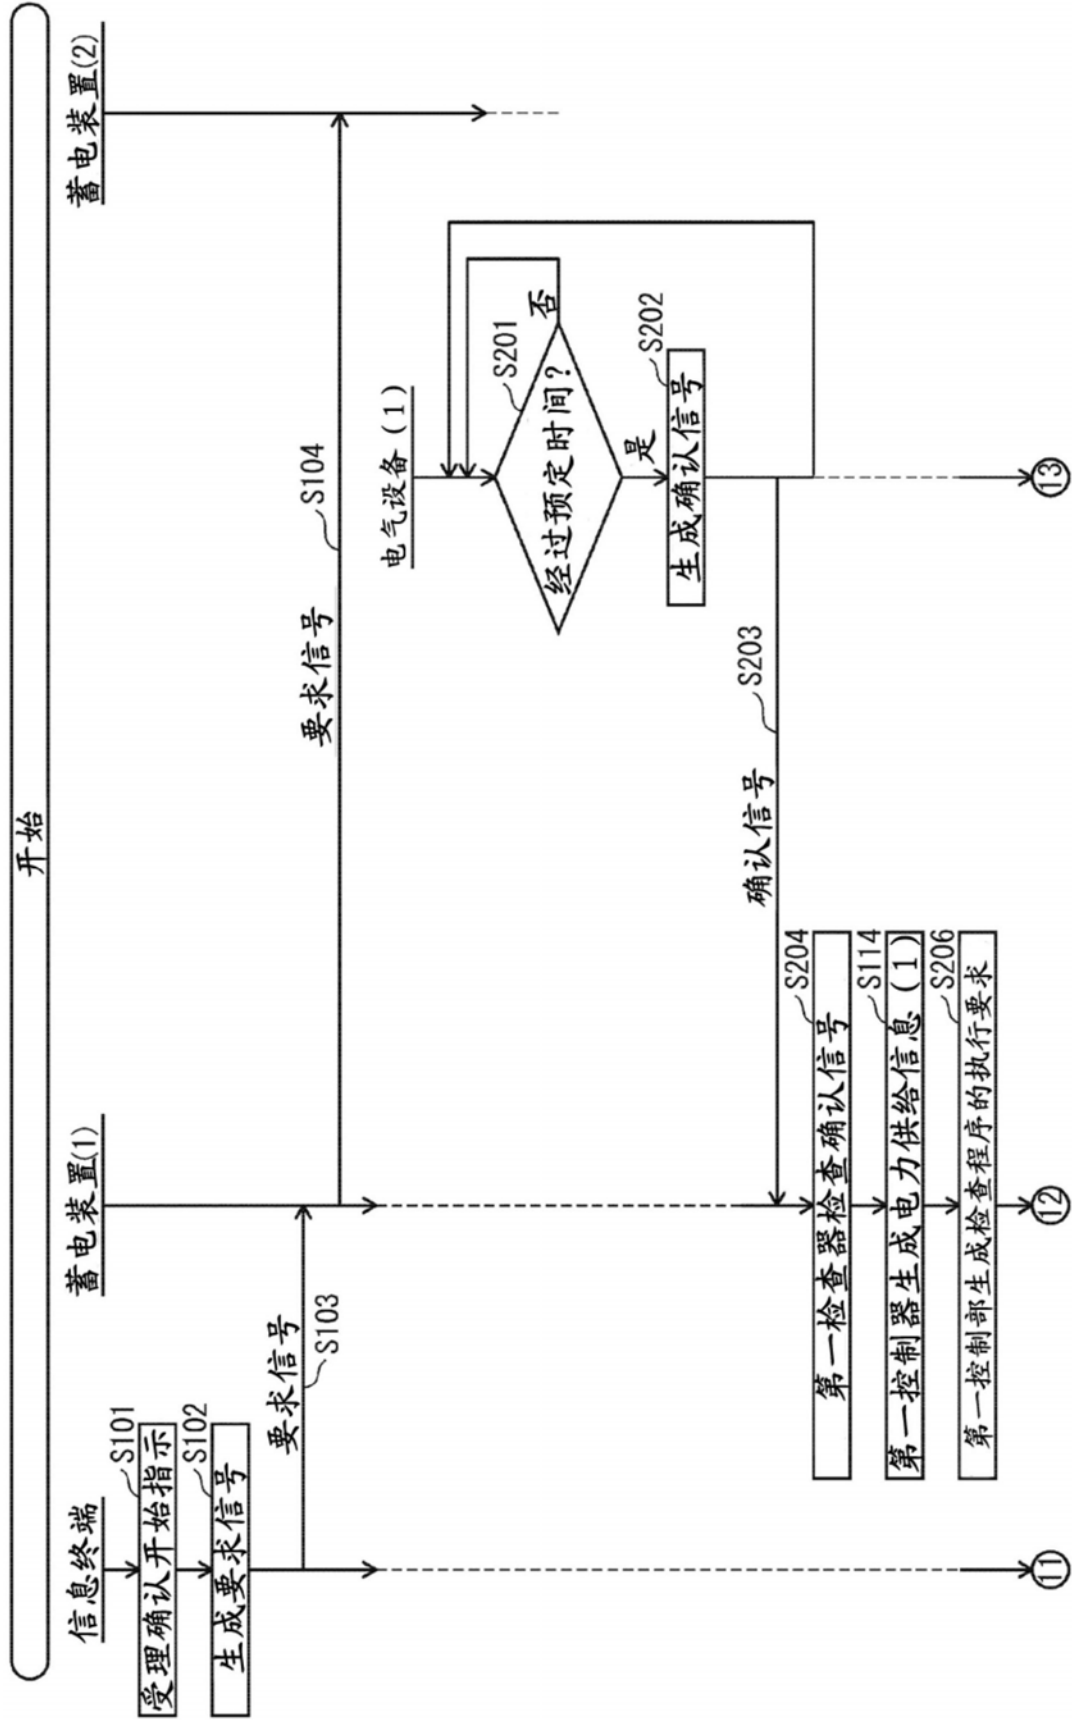 开始
信息终端
蓄电装置(1)
蓄电装置(2)
S101
受理确认开始指示
S102
生成要求信号
要求信号
S103
要求信号
S104
电气设备(1)
S201
经过预定时间?
否
是
S202
生成确认信号
确认信号
S203
S204
第一检查器检查确认信号
S114
第一控制器生成电力供给信息(1)
S206
第一控制部生成检查程序的执行要求
11
12
13